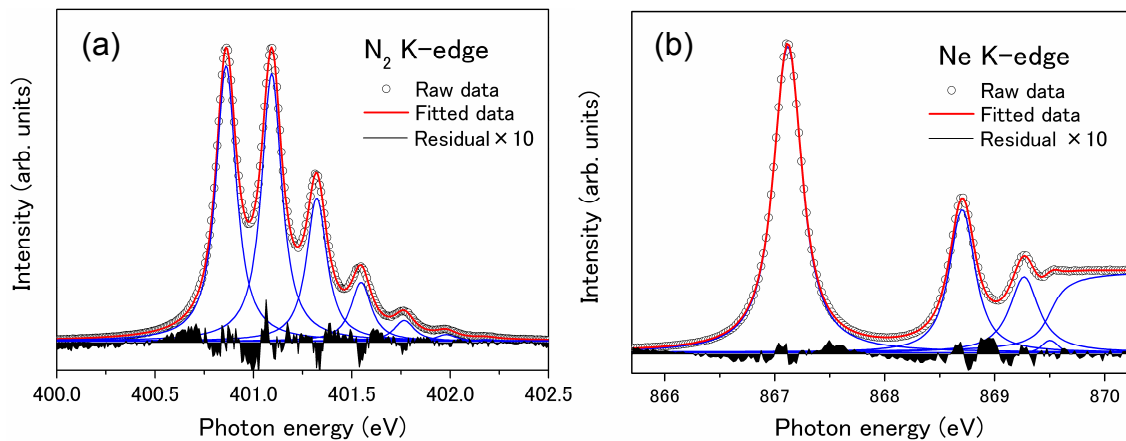 (a)
N2 K-edge
Raw data
Fitted data
Residual × 10
Intensity (arb. units)
400.0 400.5 401.0 401.5 402.0 402.5
Photon energy (eV)
(b)
Ne K-edge
Raw data
Fitted data
Residual × 10
Intensity (arb. units)
866 867 868 869 870
Photon energy (eV)